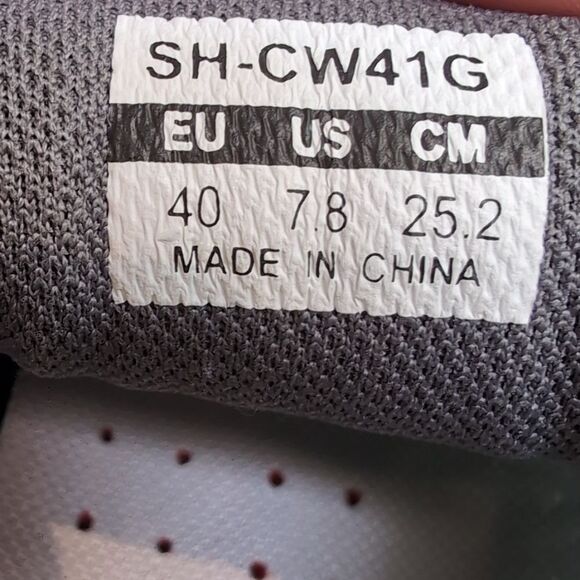 SH-CW41G
EU US CM
40 7.8 25.2
MADE IN CHINA